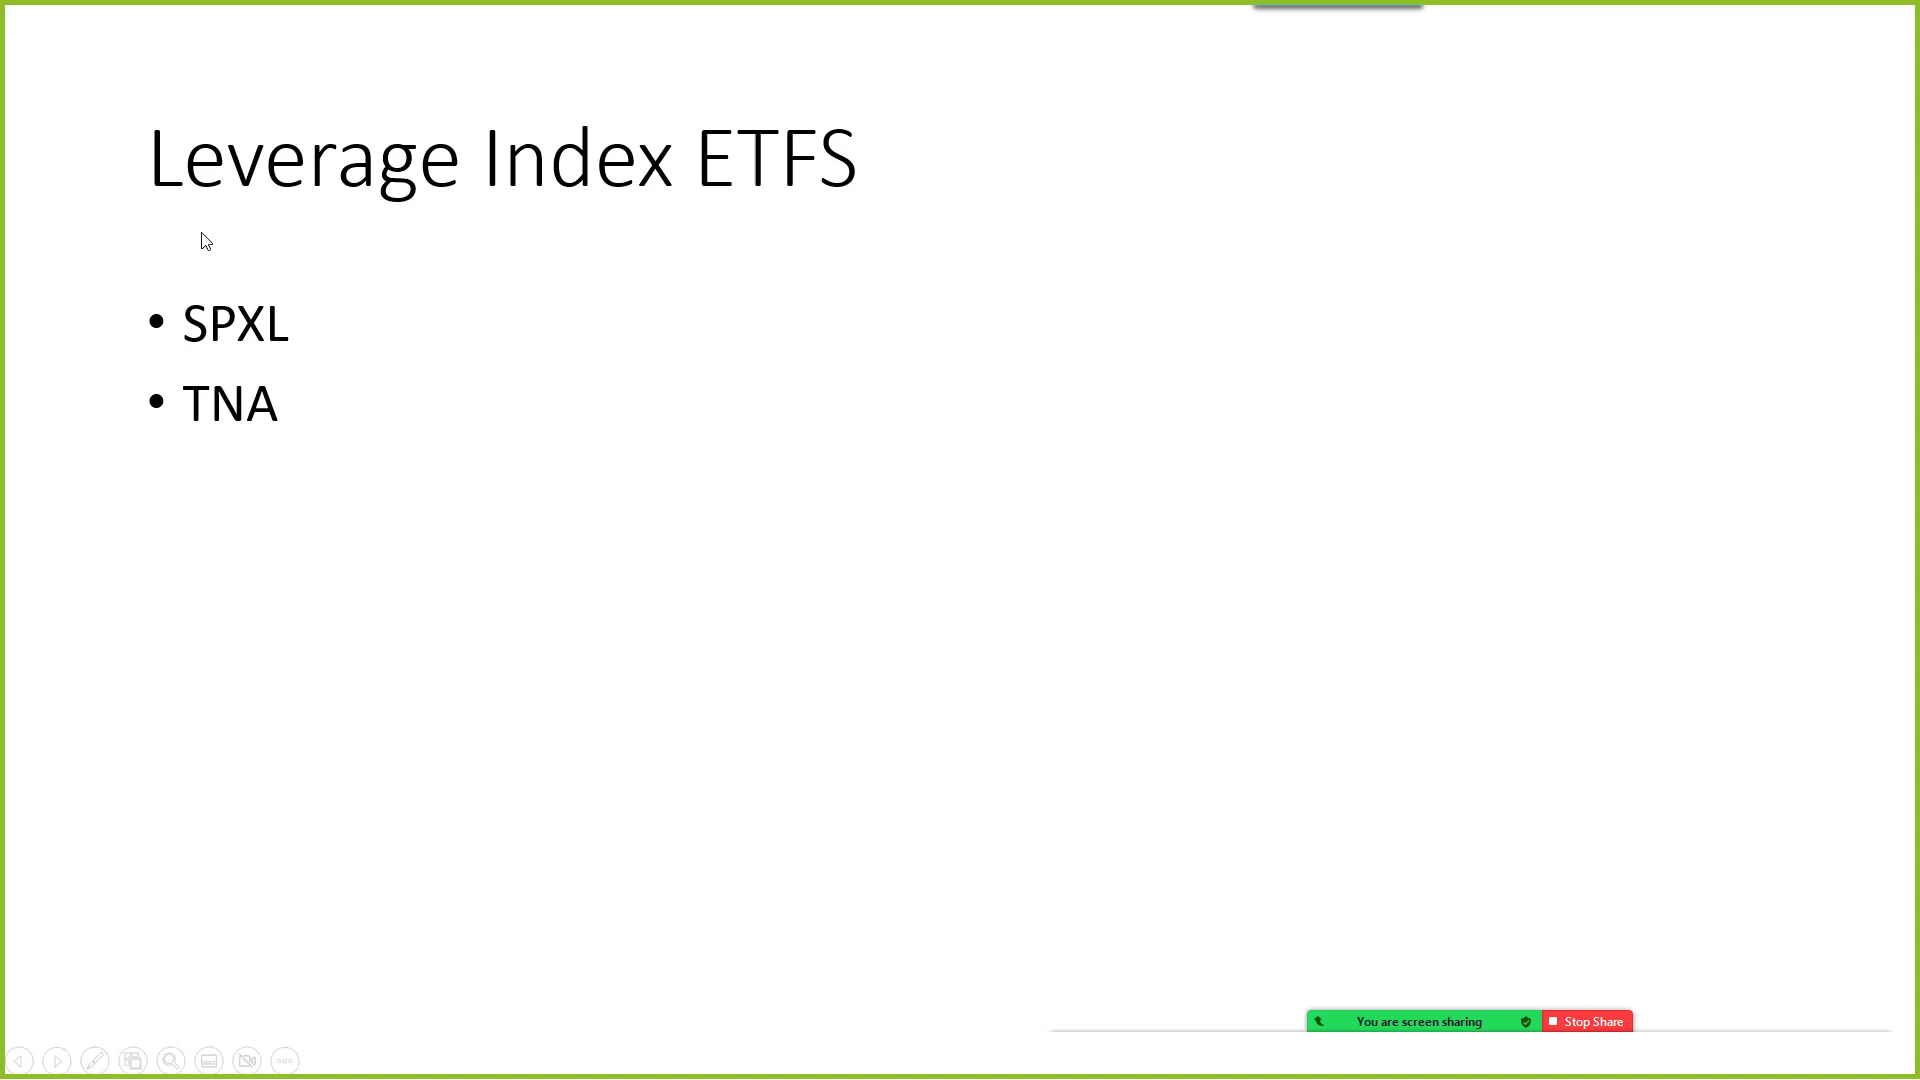 Leverage Index ETFS
• SPXL
• TNA
You are screen sharing
Stop Share